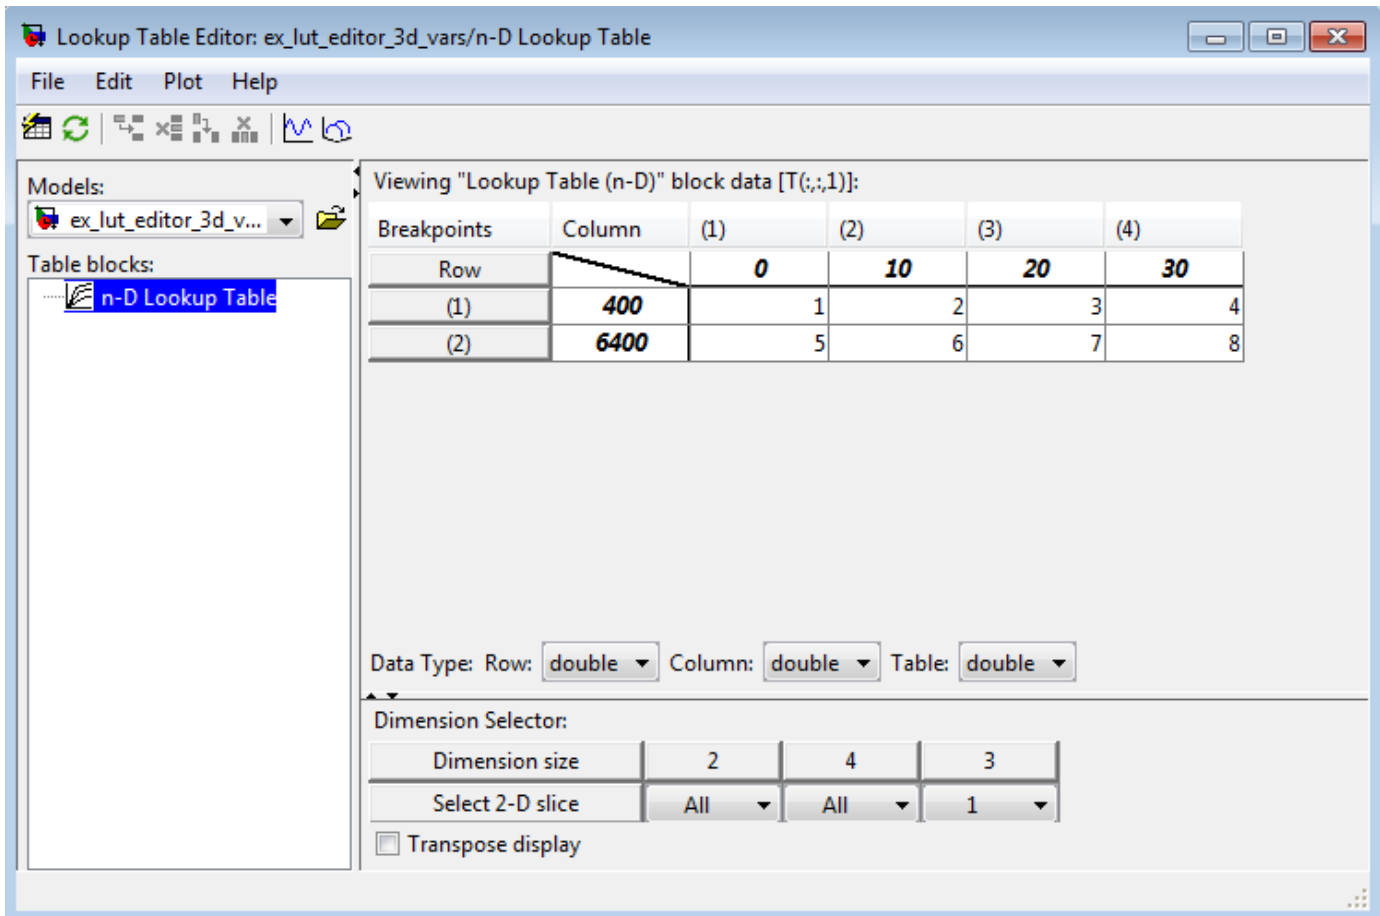 Lookup Table Editor: ex_lut_editor_3d_vars/n-D Lookup Table
File Edit Plot Help
Models:
ex_lut_editor_3d_v...
Table blocks:
n-D Lookup Table
Viewing "Lookup Table (n-D)" block data [T(:,:,1)]:
Breakpoints Column (1) (2) (3) (4)
Row 0 10 20 30
(1) 400 1 2 3 4
(2) 6400 5 6 7 8
Data Type: Row: double Column: double Table: double
Dimension Selector:
Dimension size 2 4 3
Select 2-D slice All All 1
Transpose display